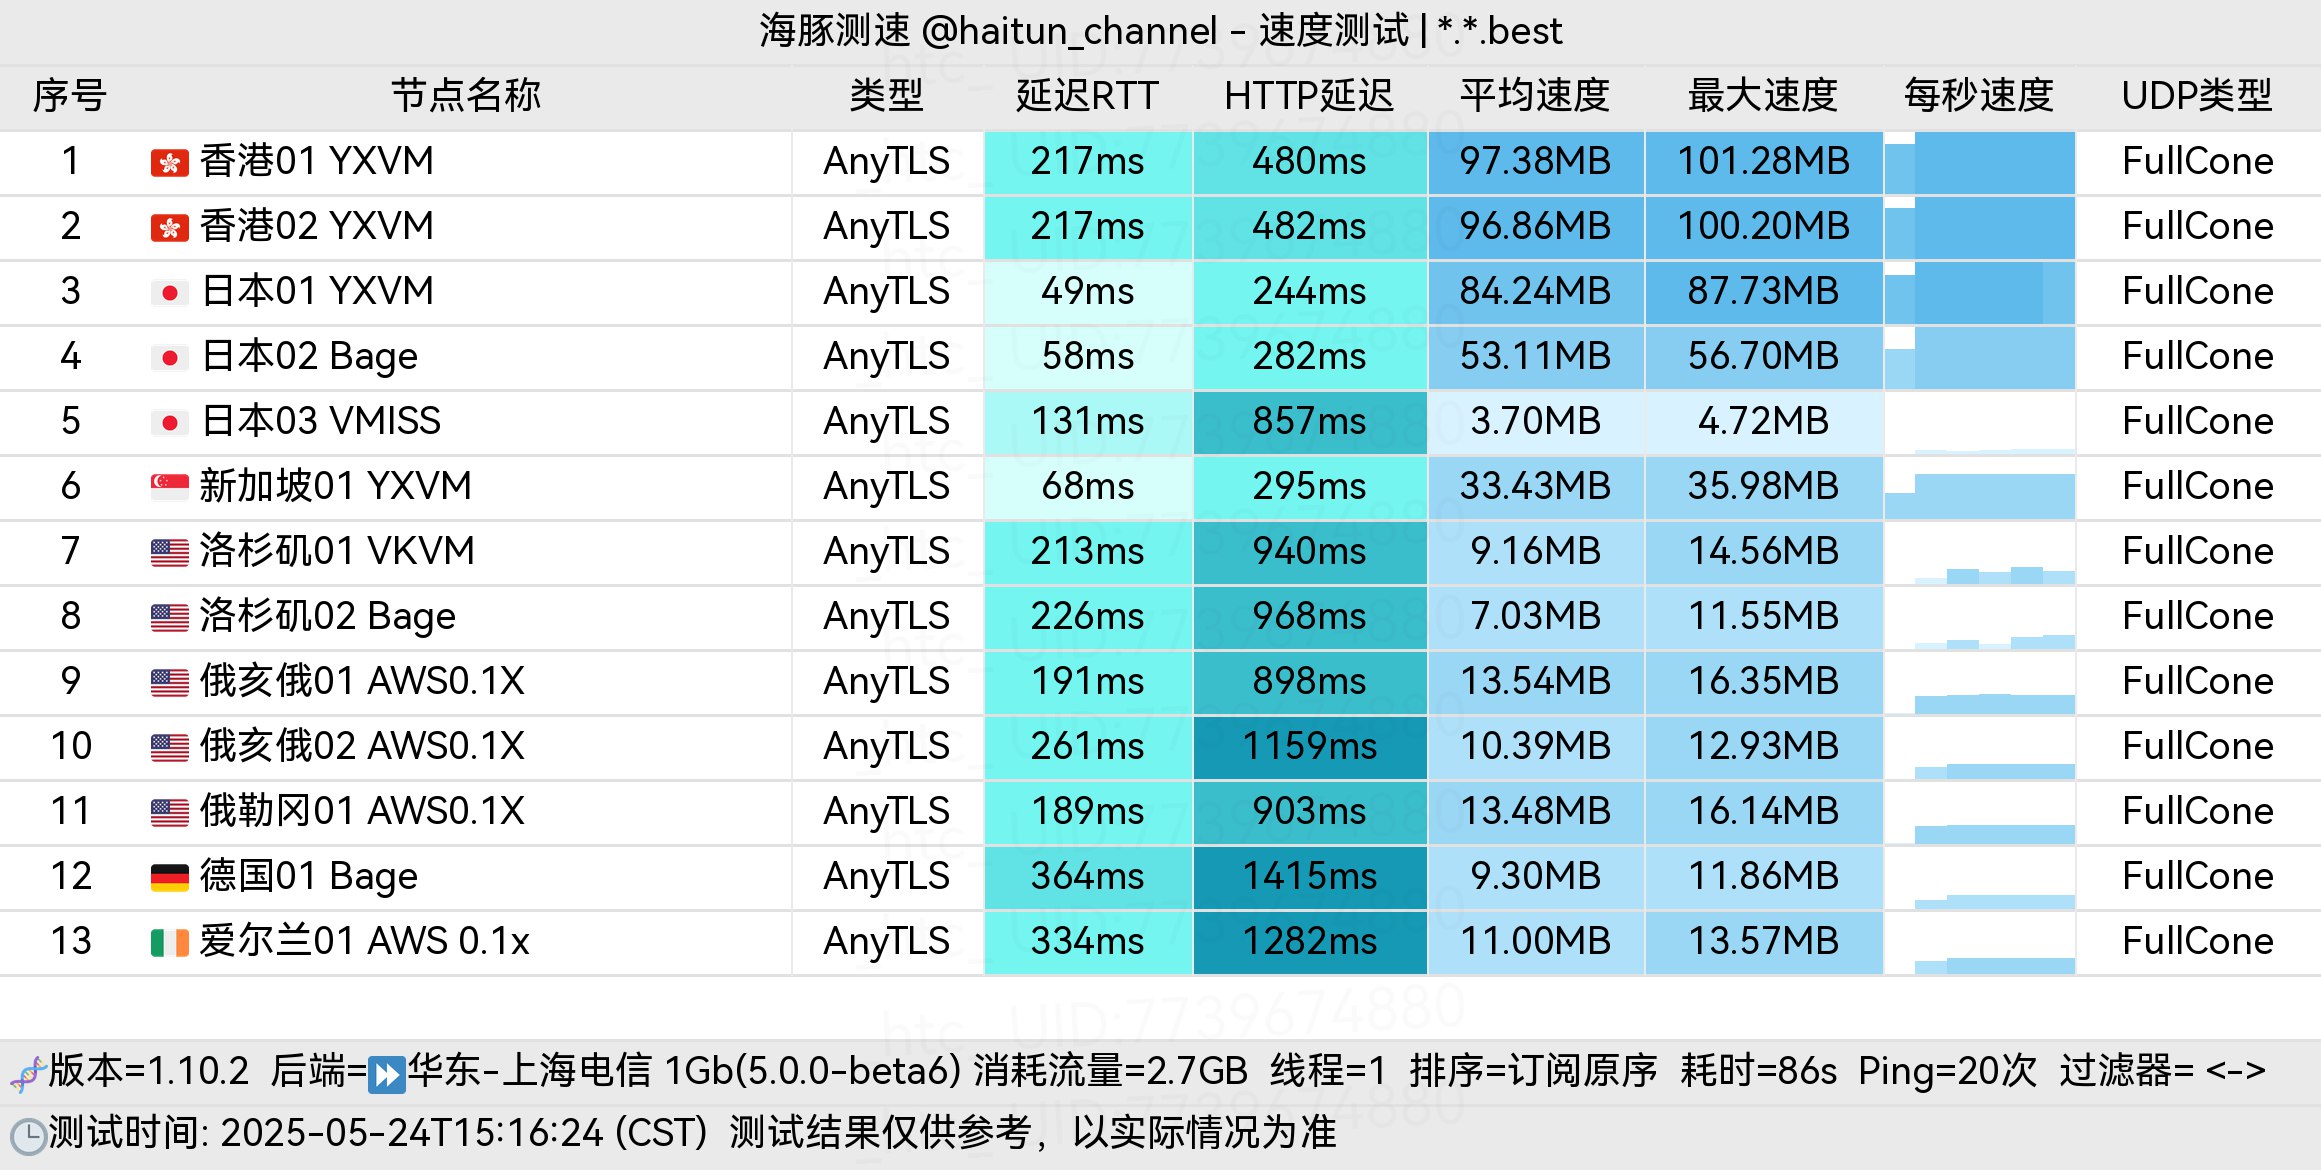 海豚测速 @haitun_channel - 速度测试 | *.*.best
序号 节点名称 类型 延迟RTT HTTP延迟 平均速度 最大速度 每秒速度 UDP类型
1 香港01 YXVM AnyTLS 217ms 480ms 97.38MB 101.28MB FullCone
2 香港02 YXVM AnyTLS 217ms 482ms 96.86MB 100.20MB FullCone
3 日本01 YXVM AnyTLS 49ms 244ms 84.24MB 87.73MB FullCone
4 日本02 Bage AnyTLS 58ms 282ms 53.11MB 56.70MB FullCone
5 日本03 VMISS AnyTLS 131ms 857ms 3.70MB 4.72MB FullCone
6 新加坡01 YXVM AnyTLS 68ms 295ms 33.43MB 35.98MB FullCone
7 洛杉矶01 VKVM AnyTLS 213ms 940ms 9.16MB 14.56MB FullCone
8 洛杉矶02 Bage AnyTLS 226ms 968ms 7.03MB 11.55MB FullCone
9 俄亥俄01 AWS0.1X AnyTLS 191ms 898ms 13.54MB 16.35MB FullCone
10 俄亥俄02 AWS0.1X AnyTLS 261ms 1159ms 10.39MB 12.93MB FullCone
11 俄勒冈01 AWS0.1X AnyTLS 189ms 903ms 13.48MB 16.14MB FullCone
12 德国01 Bage AnyTLS 364ms 1415ms 9.30MB 11.86MB FullCone
13 爱尔兰01 AWS 0.1x AnyTLS 334ms 1282ms 11.00MB 13.57MB FullCone
htc_ UID:7739674880
🧬版本=1.10.2 后端=⏩华东-上海电信 1Gb(5.0.0-beta6) 消耗流量=2.7GB 线程=1 排序=订阅原序 耗时=86s Ping=20次 过滤器= <->
🕒测试时间: 2025-05-24T15:16:24 (CST) 测试结果仅供参考，以实际情况为准